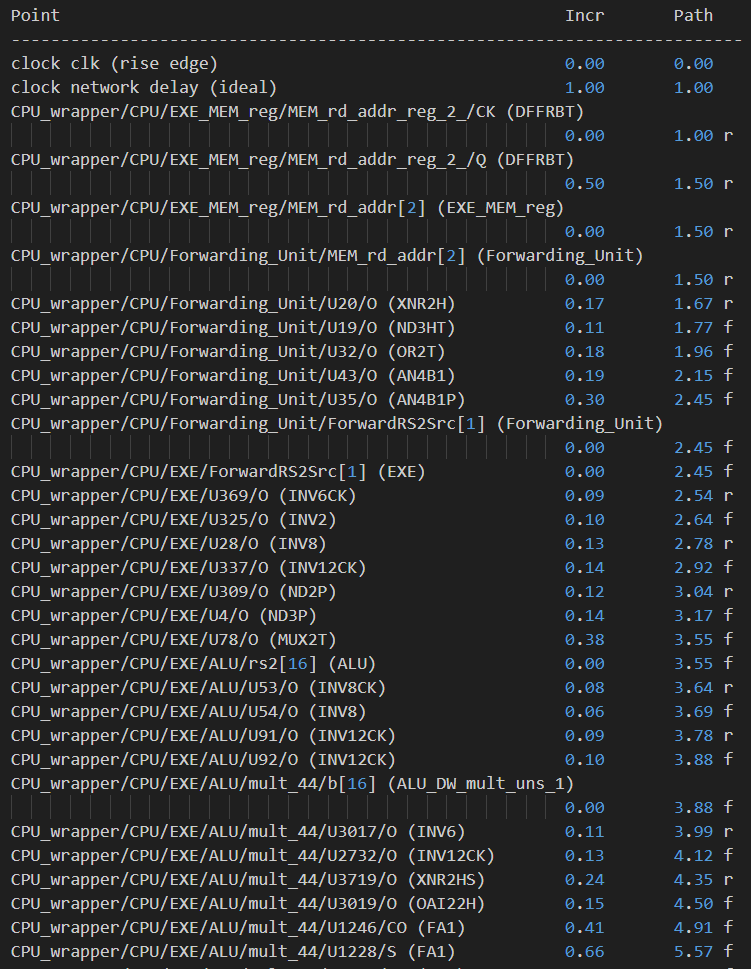 Point Incr Path
---------------------------------------------------------------------------
clock clk (rise edge) 0.00 0.00
clock network delay (ideal) 1.00 1.00
CPU_wrapper/CPU/EXE_MEM_reg/MEM_rd_addr_reg_2_/CK (DFFRBT)
0.00 1.00 r
CPU_wrapper/CPU/EXE_MEM_reg/MEM_rd_addr_reg_2_/Q (DFFRBT)
0.50 1.50 r
CPU_wrapper/CPU/EXE_MEM_reg/MEM_rd_addr[2] (EXE_MEM_reg)
0.00 1.50 r
CPU_wrapper/CPU/Forwarding_Unit/MEM_rd_addr[2] (Forwarding_Unit)
0.00 1.50 r
CPU_wrapper/CPU/Forwarding_Unit/U20/O (XNR2H) 0.17 1.67 r
CPU_wrapper/CPU/Forwarding_Unit/U19/O (ND3HT) 0.11 1.77 f
CPU_wrapper/CPU/Forwarding_Unit/U32/O (OR2T) 0.18 1.96 f
CPU_wrapper/CPU/Forwarding_Unit/U43/O (AN4B1) 0.19 2.15 f
CPU_wrapper/CPU/Forwarding_Unit/U35/O (AN4B1P) 0.30 2.45 f
CPU_wrapper/CPU/Forwarding_Unit/ForwardRS2Src[1] (Forwarding_Unit)
0.00 2.45 f
CPU_wrapper/CPU/EXE/ForwardRS2Src[1] (EXE) 0.00 2.45 f
CPU_wrapper/CPU/EXE/U369/O (INV6CK) 0.09 2.54 r
CPU_wrapper/CPU/EXE/U325/O (INV2) 0.10 2.64 f
CPU_wrapper/CPU/EXE/U28/O (INV8) 0.13 2.78 r
CPU_wrapper/CPU/EXE/U337/O (INV12CK) 0.14 2.92 f
CPU_wrapper/CPU/EXE/U309/O (ND2P) 0.12 3.04 r
CPU_wrapper/CPU/EXE/U4/O (ND3P) 0.14 3.17 f
CPU_wrapper/CPU/EXE/U78/O (MUX2T) 0.38 3.55 f
CPU_wrapper/CPU/EXE/ALU/rs2[16] (ALU) 0.00 3.55 f
CPU_wrapper/CPU/EXE/ALU/U53/O (INV8CK) 0.08 3.64 r
CPU_wrapper/CPU/EXE/ALU/U54/O (INV8) 0.06 3.69 f
CPU_wrapper/CPU/EXE/ALU/U91/O (INV12CK) 0.09 3.78 r
CPU_wrapper/CPU/EXE/ALU/U92/O (INV12CK) 0.10 3.88 f
CPU_wrapper/CPU/EXE/ALU/mult_44/b[16] (ALU_DW_mult_uns_1)
0.00 3.88 f
CPU_wrapper/CPU/EXE/ALU/mult_44/U3017/O (INV6) 0.11 3.99 r
CPU_wrapper/CPU/EXE/ALU/mult_44/U2732/O (INV12CK) 0.13 4.12 f
CPU_wrapper/CPU/EXE/ALU/mult_44/U3719/O (XNR2HS) 0.24 4.35 r
CPU_wrapper/CPU/EXE/ALU/mult_44/U3019/O (OAI22H) 0.15 4.50 f
CPU_wrapper/CPU/EXE/ALU/mult_44/U1246/CO (FA1) 0.41 4.91 f
CPU_wrapper/CPU/EXE/ALU/mult_44/U1228/S (FA1) 0.66 5.57 f